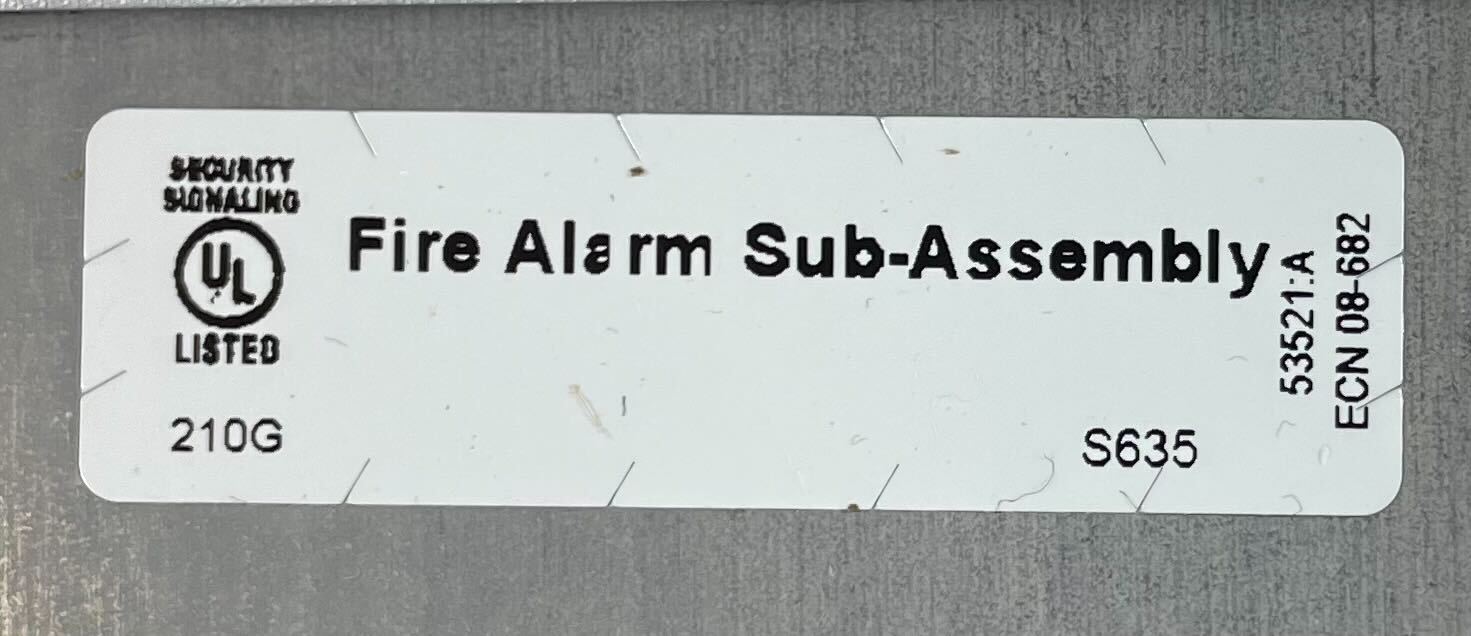 SECURITY
SIGNALING
UL
LISTED
210G
Fire Alarm Sub-Assembly
S635
53521:A
ECN 08-682